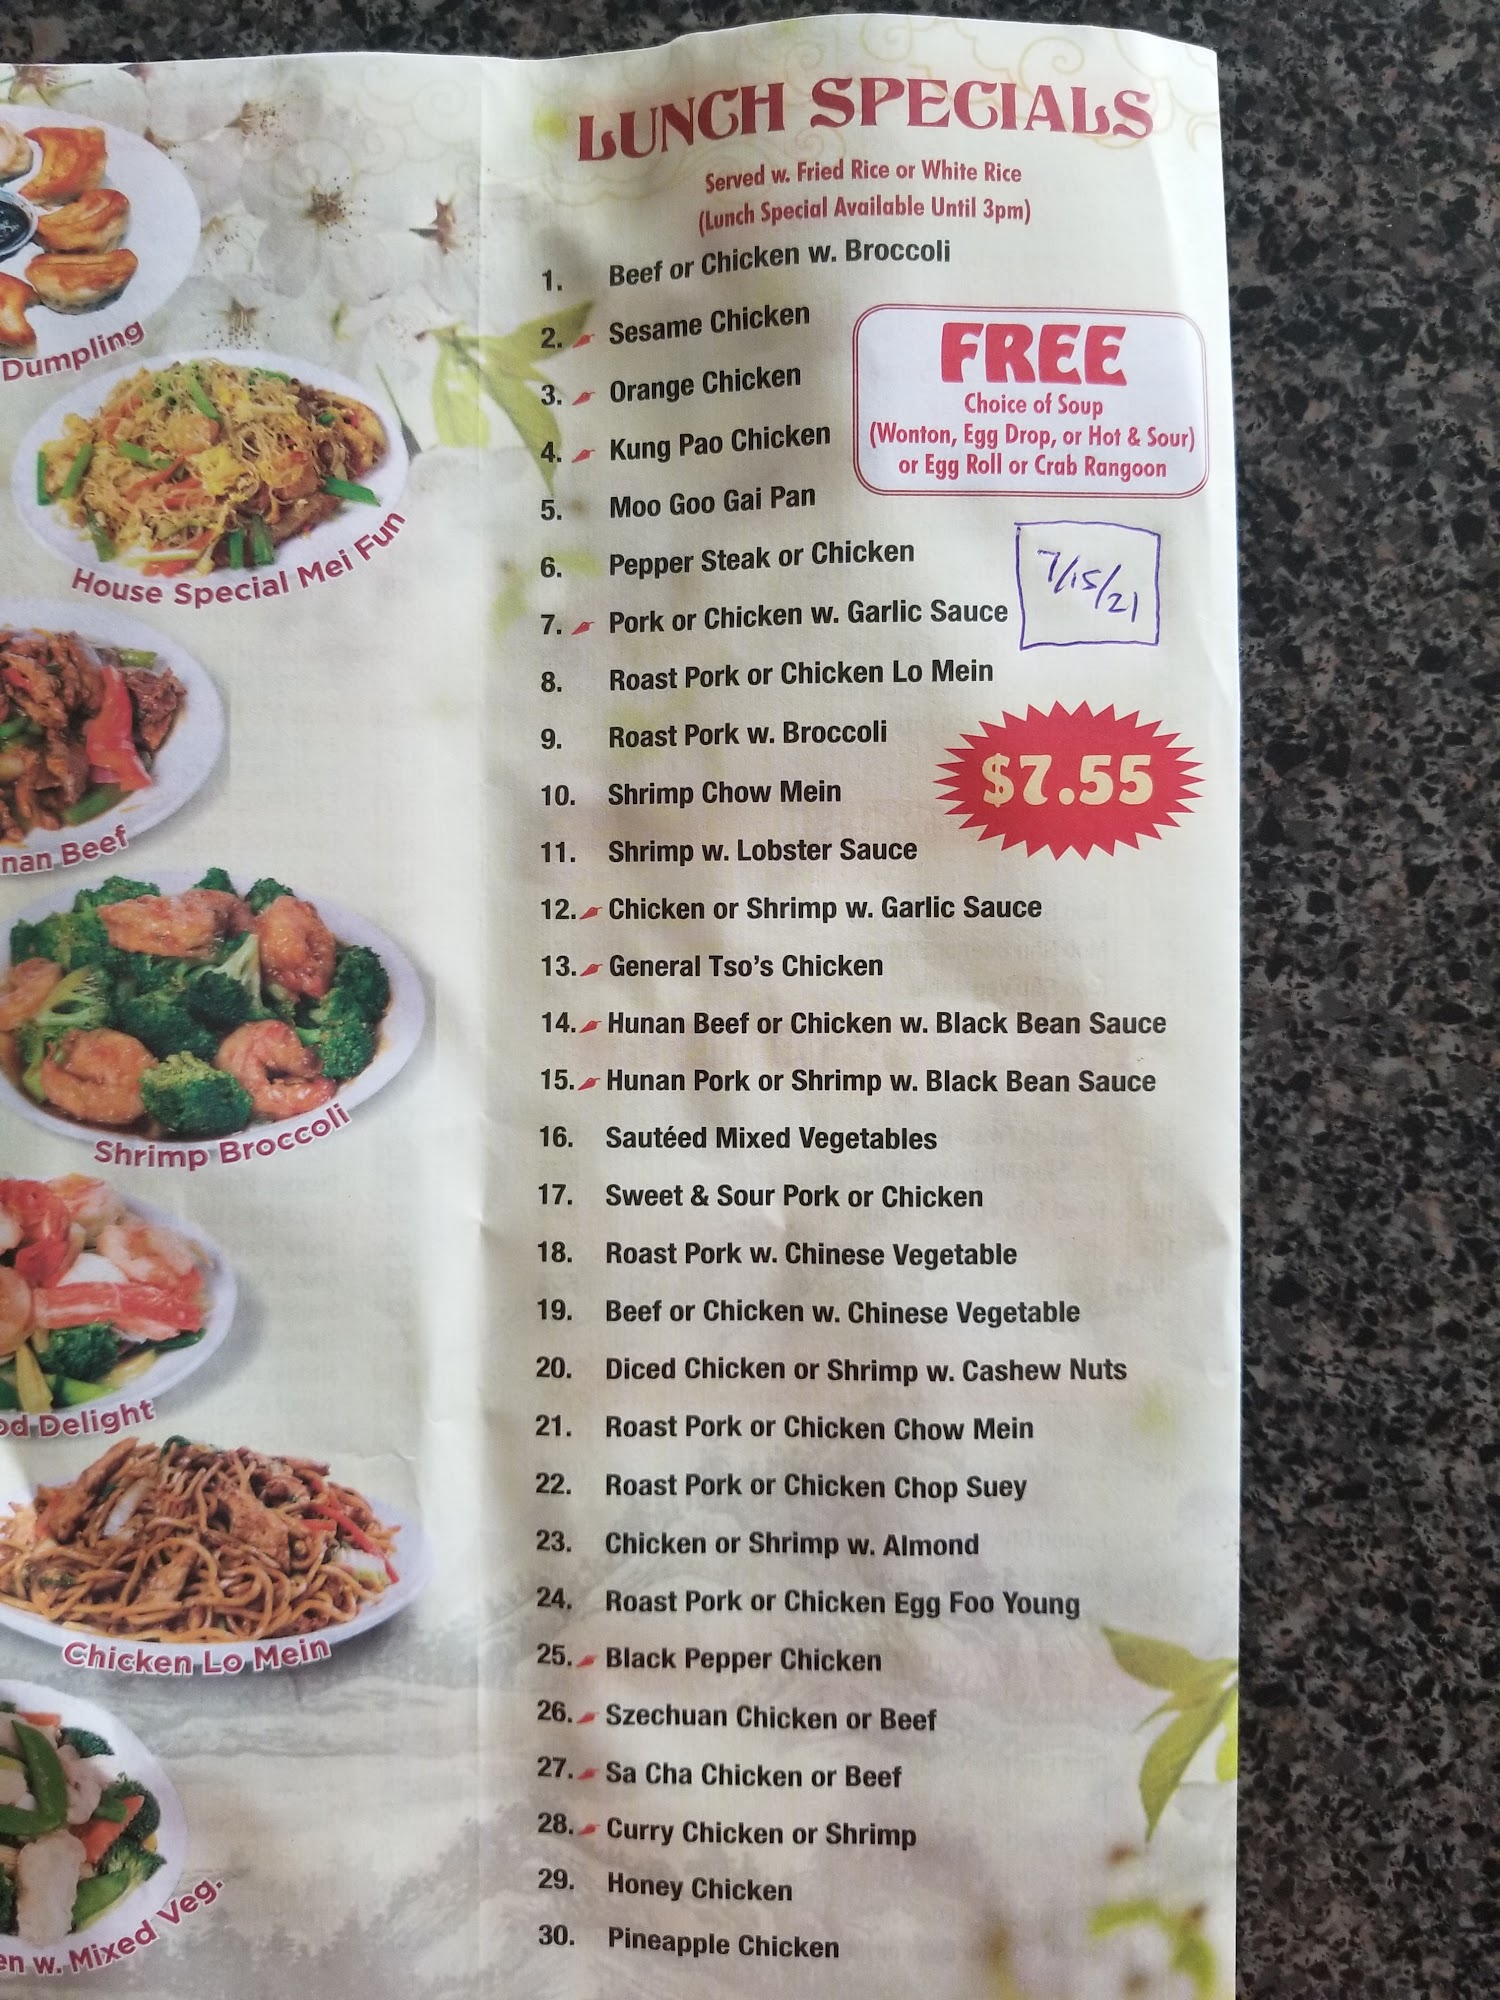 Dumpling
House Special Mei Fun
nan Beef
Shrimp Broccoli
od Delight
Chicken Lo Mein
en w. Mixed Veg.
LUNCH SPECIALS
Served w. Fried Rice or White Rice
(Lunch Special Available Until 3pm)
1. Beef or Chicken w. Broccoli
2. Sesame Chicken
3. Orange Chicken
4. Kung Pao Chicken
5. Moo Goo Gai Pan
6. Pepper Steak or Chicken
7. Pork or Chicken w. Garlic Sauce
8. Roast Pork or Chicken Lo Mein
9. Roast Pork w. Broccoli
10. Shrimp Chow Mein
11. Shrimp w. Lobster Sauce
12. Chicken or Shrimp w. Garlic Sauce
13. General Tso's Chicken
14. Hunan Beef or Chicken w. Black Bean Sauce
15. Hunan Pork or Shrimp w. Black Bean Sauce
16. Sautéed Mixed Vegetables
17. Sweet & Sour Pork or Chicken
18. Roast Pork w. Chinese Vegetable
19. Beef or Chicken w. Chinese Vegetable
20. Diced Chicken or Shrimp w. Cashew Nuts
21. Roast Pork or Chicken Chow Mein
22. Roast Pork or Chicken Chop Suey
23. Chicken or Shrimp w. Almond
24. Roast Pork or Chicken Egg Foo Young
25. Black Pepper Chicken
26. Szechuan Chicken or Beef
27. Sa Cha Chicken or Beef
28. Curry Chicken or Shrimp
29. Honey Chicken
30. Pineapple Chicken
FREE
Choice of Soup
(Wonton, Egg Drop, or Hot & Sour)
or Egg Roll or Crab Rangoon
7/15/21
$7.55